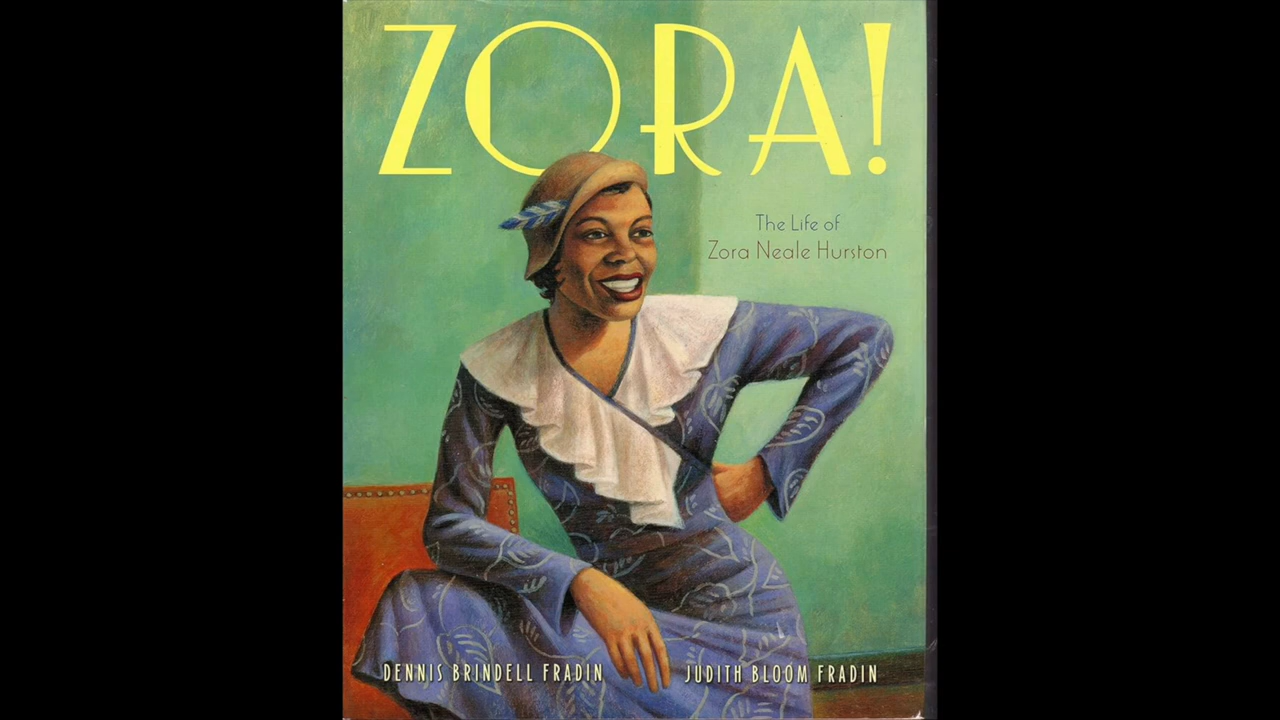 ZORA!
The Life of
Zora Neale Hurston
DENNIS BRINDELL FRADIN
JUDITH BLOOM FRADIN